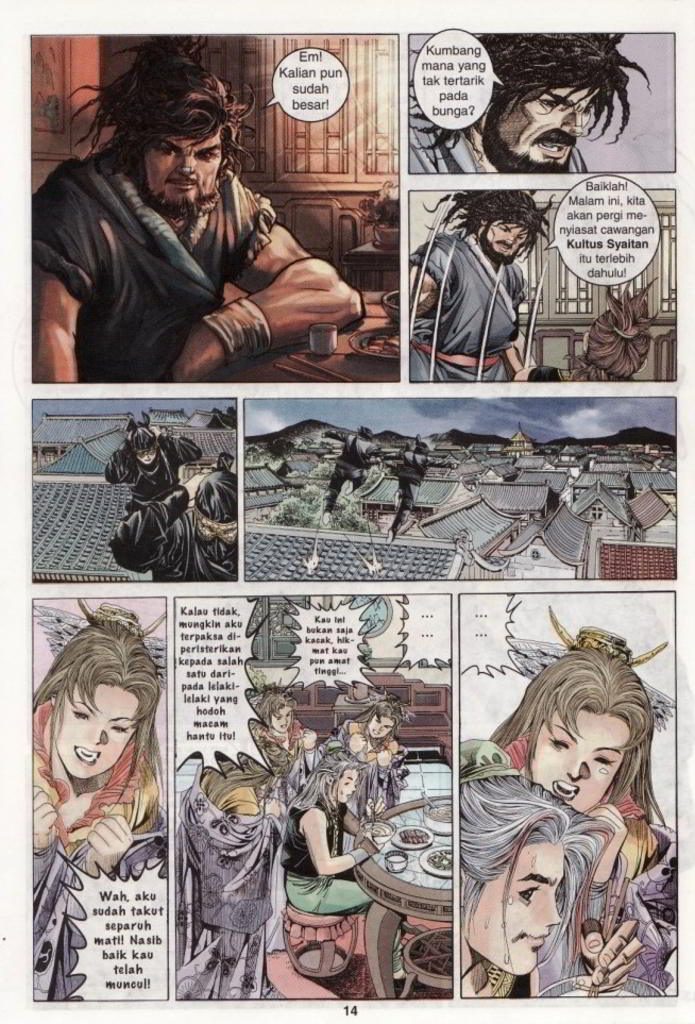 Em!
Kalian pun
sudah
besar!
Kumbang
mana yang
tak tertarik
pada
bunga?
Baiklah!
Malam ini, kita
akan pergi me-
nyiasat cawangan
Kultus Syaitan
itu terlebih
dahulu!
Wah, aku
sudah takut
separuh
mati! Nasib
baik kau
telah
muncul!
Kalau tidak,
mungkin aku
terpaksa di-
peristerikan
kepada salah
satu dari-
pada lelaki-
lelaki yang
hodoh
macam
hantu itu!
Kau ini
bukan saja
kacak, hik-
mat kau
pun amat
tinggi...
... ...
... ...
... ...
... ...
14